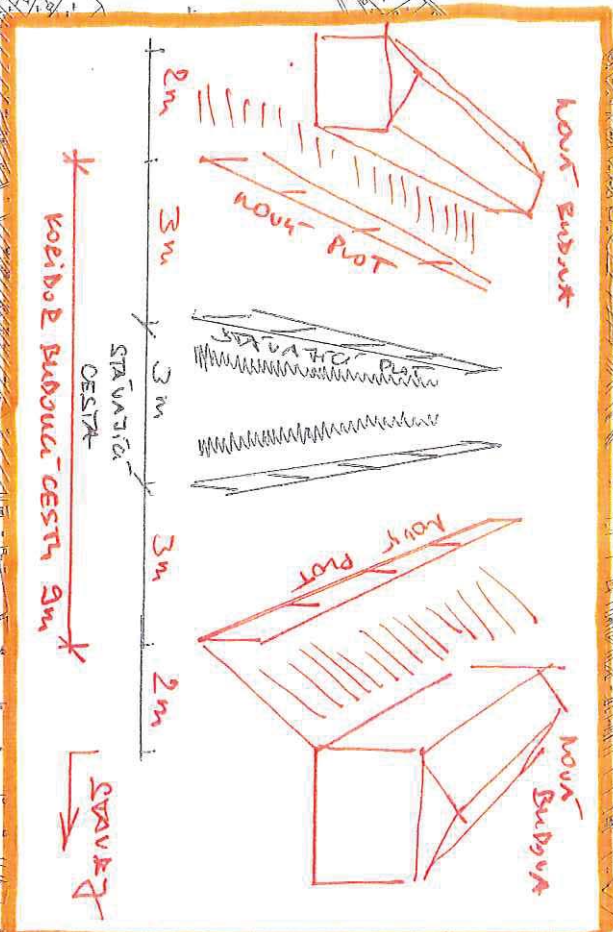 NOVÁ BUDOVA
NOVÝ PLOT
STÁVAJÍCÍ PLOT
NOVÝ
PLOT
NOVÁ
BUDOVA
2m
3m
3m
3m
2m
STÁVAJÍCÍ
CESTA
KORIDOR BUDOUCÍ CESTY 9m